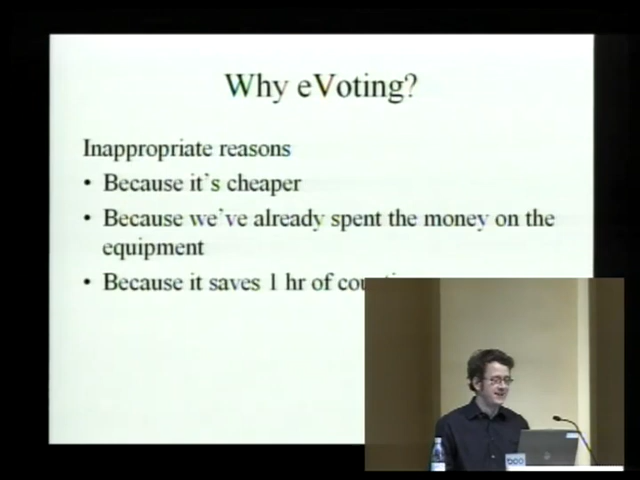 Why eVoting?
Inappropriate reasons
• Because it's cheaper
• Because we've already spent the money on the
equipment
• Because it saves 1 hr of